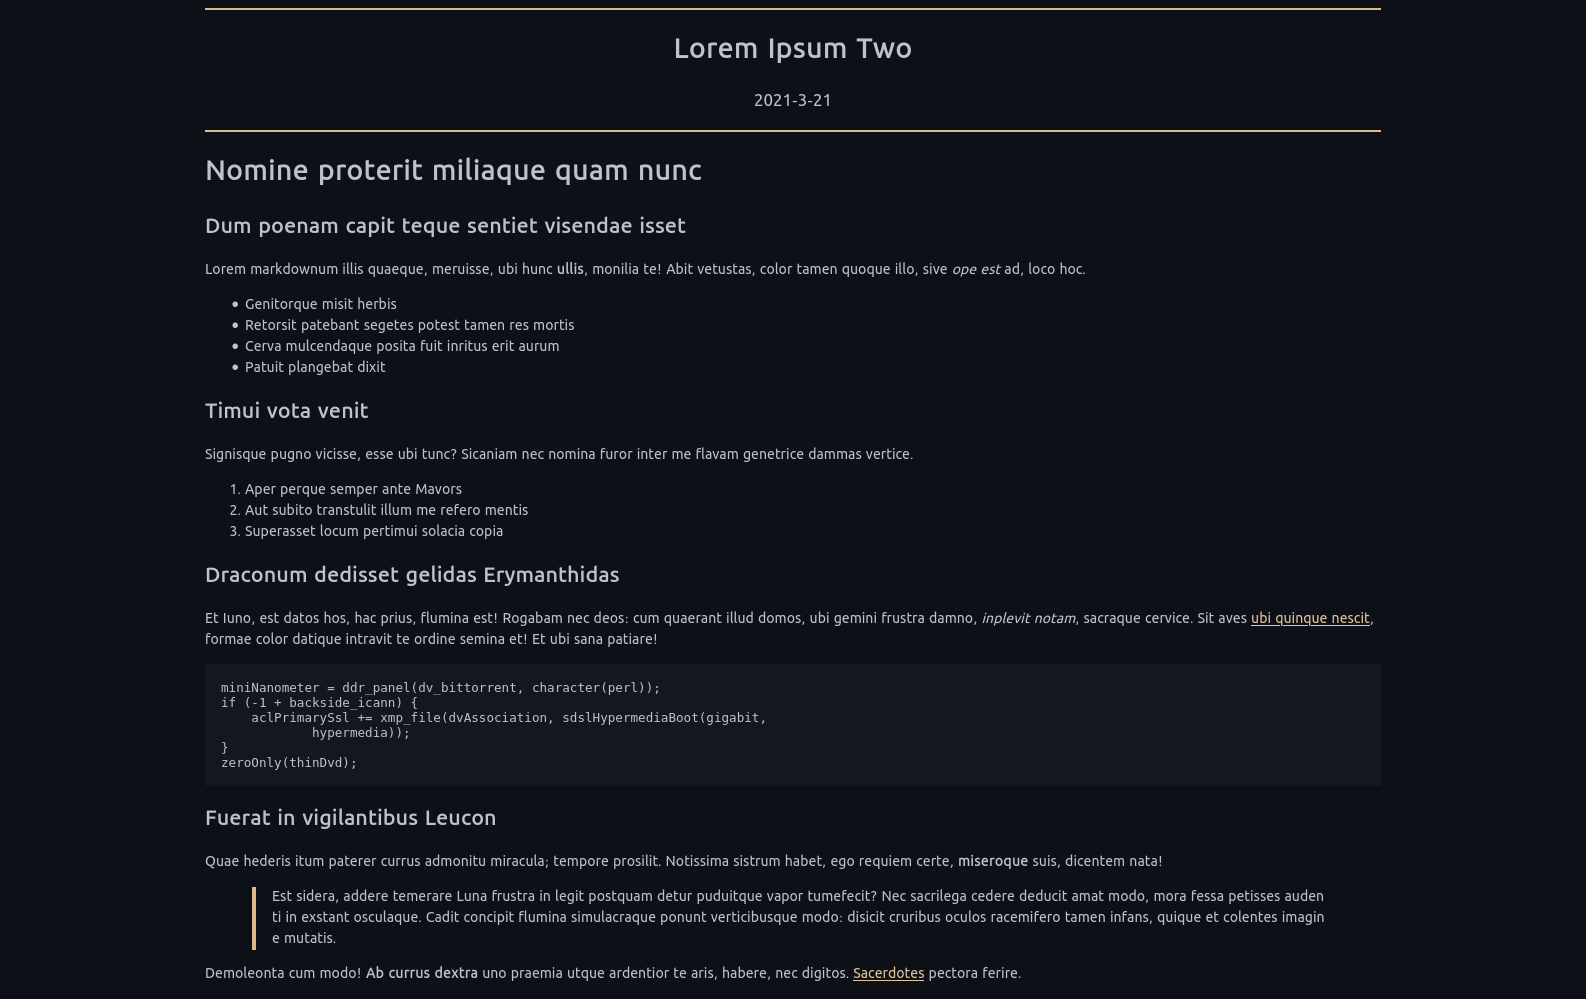 Lorem Ipsum Two
2021-3-21
Nomine proterit miliaque quam nunc
Dum poenam capit teque sentiet visendae isset
Lorem markdownum illis quaeque, meruisse, ubi hunc ullis, monilia te! Abit vetustas, color tamen quoque illo, sive ope est ad, loco hoc.
• Genitorque misit herbis
• Retorsit patebant segetes potest tamen res mortis
• Cerva mulcendaque posita fuit inritus erit aurum
• Patuit plangebat dixit
Timui vota venit
Signisque pugno vicisse, esse ubi tunc? Sicaniam nec nomina furor inter me flavam genetrice dammas vertice.
1. Aper perque semper ante Mavors
2. Aut subito transtulit illum me refero mentis
3. Superasset locum pertimui solacia copia
Draconum dedisset gelidas Erymanthidas
Et Iuno, est datos hos, hac prius, flumina est! Rogabam nec deos: cum quaerant illud domos, ubi gemini frustra damno, inplevit notam, sacraque cervice. Sit aves ubi quinque nescit,
formae color datique intravit te ordine semina et! Et ubi sana patiare!
miniNanometer = ddr_panel(dv_bittorrent, character(perl));
if (-1 + backside_icann) {
    aclPrimarySsl += xmp_file(dvAssociation, sdslHypermediaBoot(gigabit,
            hypermedia));
}
zeroOnly(thinDvd);
Fuerat in vigilantibus Leucon
Quae hederis itum paterer currus admonitu miracula; tempore prosilit. Notissima sistrum habet, ego requiem certe, miseroque suis, dicentem nata!
Est sidera, addere temerare Luna frustra in legit postquam detur puduitque vapor tumefecit? Nec sacrilega cedere deducit amat modo, mora fessa petisses auden
ti in exstant osculaque. Cadit concipit flumina simulacraque ponunt verticibusque modo: disicit cruribus oculos racemifero tamen infans, quique et colentes imagin
e mutatis.
Demoleonta cum modo! Ab currus dextra uno praemia utque ardentior te aris, habere, nec digitos. Sacerdotes pectora ferire.